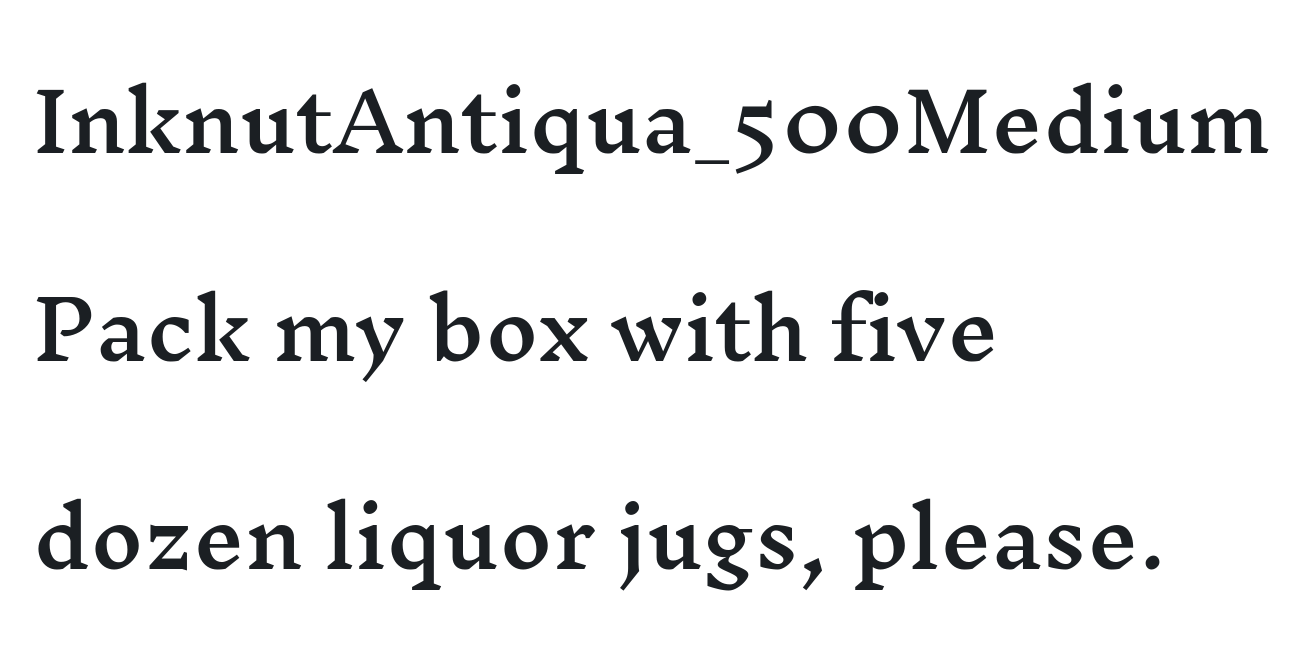 InknutAntiqua_500Medium
Pack my box with five
dozen liquor jugs, please.